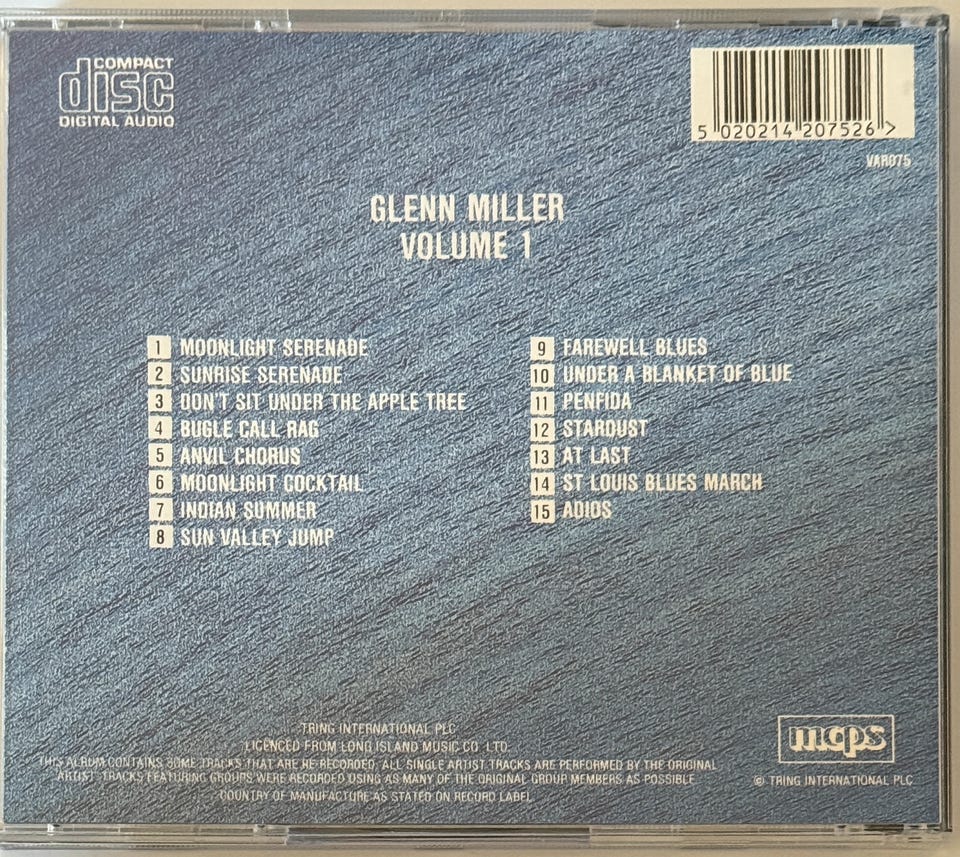 COMPACT
disc
DIGITAL AUDIO
5 020214 207526 >
VAR075
GLENN MILLER
VOLUME 1
1 MOONLIGHT SERENADE
2 SUNRISE SERENADE
3 DON'T SIT UNDER THE APPLE TREE
4 BUGLE CALL RAG
5 ANVIL CHORUS
6 MOONLIGHT COCKTAIL
7 INDIAN SUMMER
8 SUN VALLEY JUMP
9 FAREWELL BLUES
10 UNDER A BLANKET OF BLUE
11 PENFIDA
12 STARDUST
13 AT LAST
14 ST LOUIS BLUES MARCH
15 ADIOS
TRING INTERNATIONAL PLC
LICENCED FROM LONG ISLAND MUSIC CO. LTD.
THIS ALBUM CONTAINS SOME TRACKS THAT ARE RE-RECORDED, ALL SINGLE ARTIST TRACKS ARE PERFORMED BY THE ORIGINAL
ARTIST, TRACKS FEATURING GROUPS WERE RECORDED USING AS MANY OF THE ORIGINAL GROUP MEMBERS AS POSSIBLE
COUNTRY OF MANUFACTURE AS STATED ON RECORD LABEL
mcps
© TRING INTERNATIONAL PLC